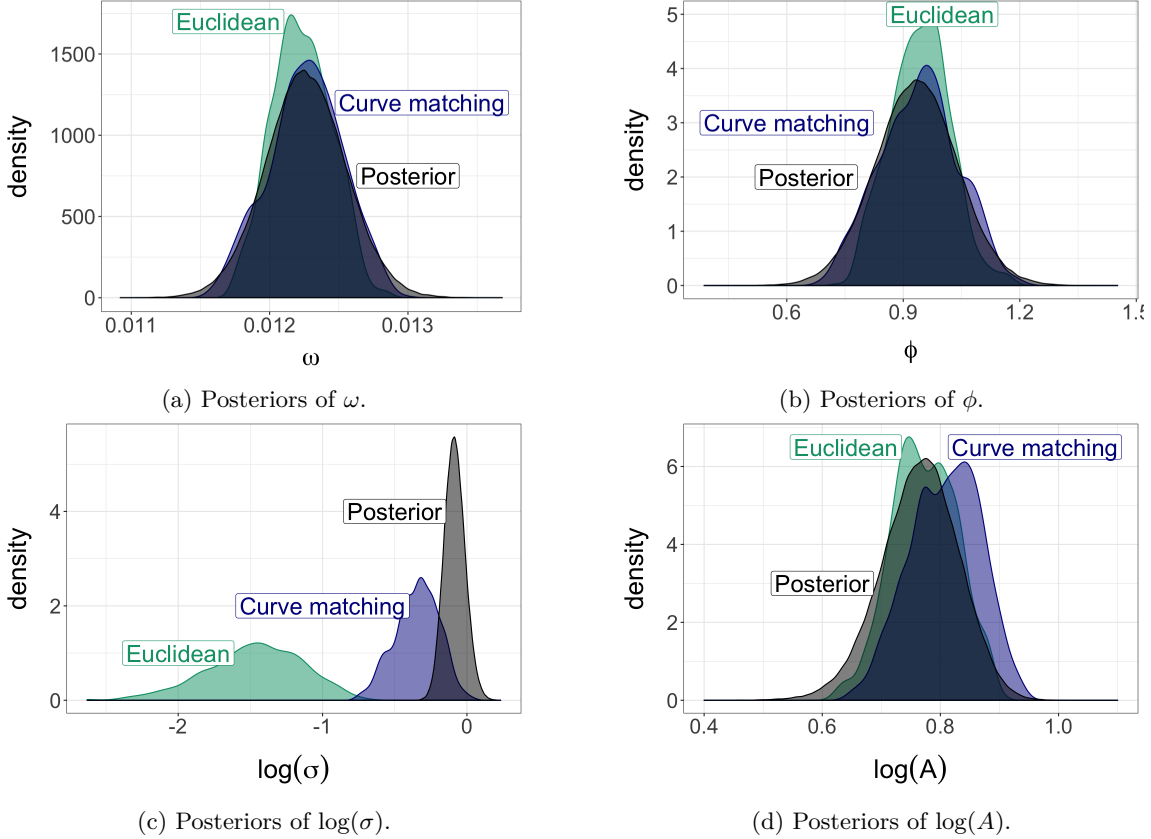 Euclidean
Curve matching
Posterior
density
1500
1000
500
0
0.011 0.012 0.013
ω
(a) Posteriors of ω.
Euclidean
Curve matching
Posterior
density
5
4
3
2
1
0
0.6 0.9 1.2 1.5
ϕ
(b) Posteriors of ϕ.
Posterior
Curve matching
Euclidean
density
4
2
0
-2 -1 0
log(σ)
(c) Posteriors of log(σ).
Euclidean
Curve matching
Posterior
density
6
4
2
0
0.4 0.6 0.8 1.0
log(A)
(d) Posteriors of log(A).